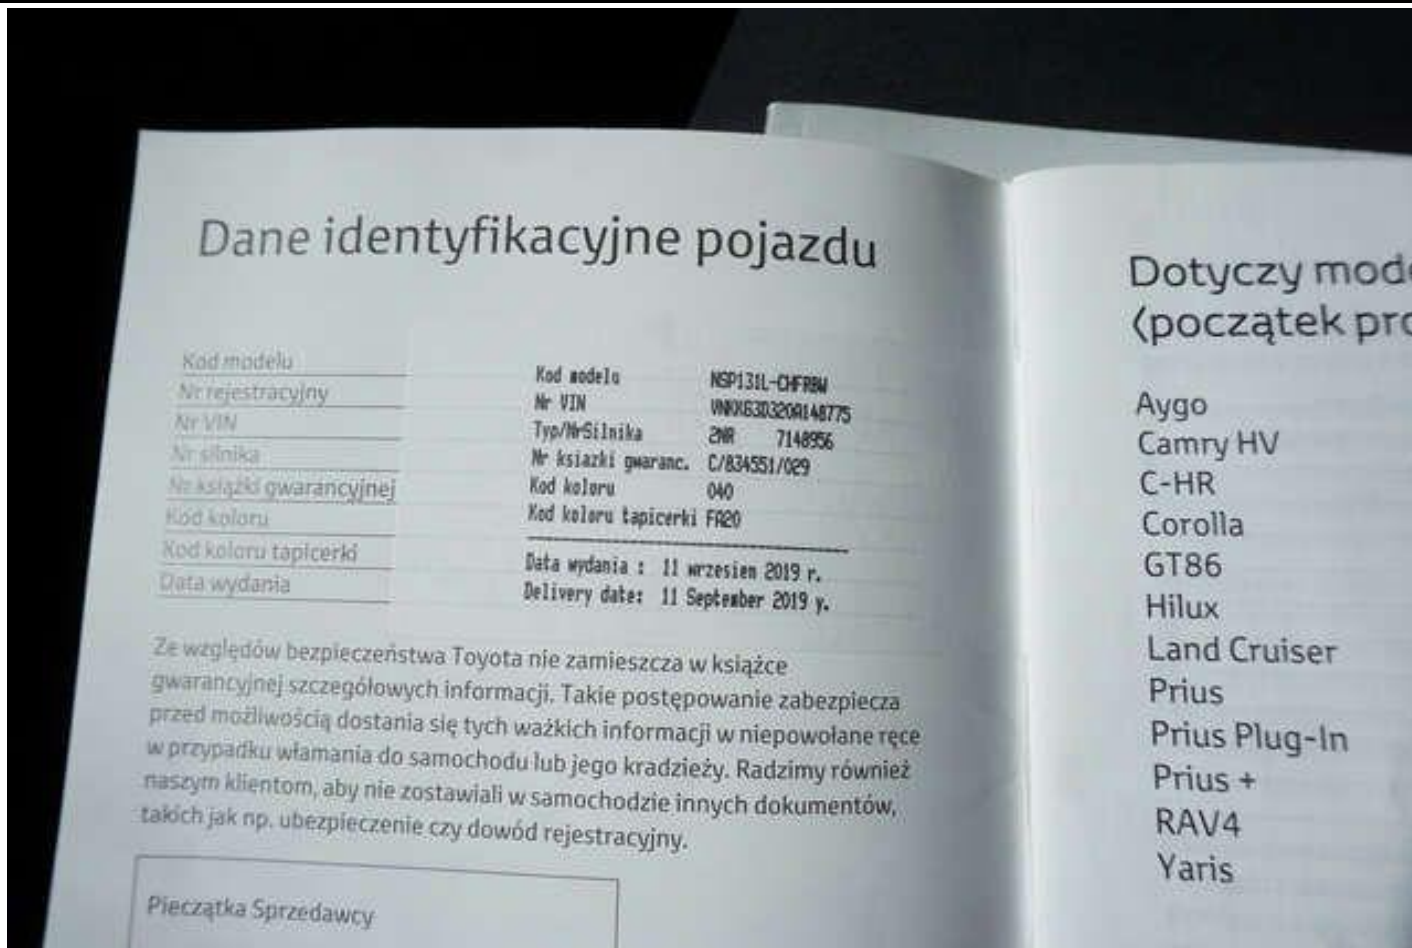 Dane identyfikacyjne pojazdu
Kod modelu
Nr rejestracyjny
Nr VIN
Nr silnika
Nr książki gwarancyjnej
Kod koloru
Kod koloru tapicerki
Data wydania
Kod modelu NSP131L-CHFRBW
Nr VIN VNKKG3D320A148775
Typ/NrSilnika 2NR 7148956
Nr ksiazki gwaranc. C/834551/029
Kod koloru 040
Kod koloru tapicerki FA20
Data wydania : 11 wrzesien 2019 r.
Delivery date: 11 September 2019 y.
Ze względów bezpieczeństwa Toyota nie zamieszcza w książce
gwarancyjnej szczegółowych informacji. Takie postępowanie zabezpiecza
przed możliwością dostania się tych ważkich informacji w niepowołane ręce
w przypadku włamania do samochodu lub jego kradzieży. Radzimy również
naszym klientom, aby nie zostawiali w samochodzie innych dokumentów,
takich jak np. ubezpieczenie czy dowód rejestracyjny.
Pieczątka Sprzedawcy
Dotyczy mode
(początek pro
Aygo
Camry HV
C-HR
Corolla
GT86
Hilux
Land Cruiser
Prius
Prius Plug-In
Prius +
RAV4
Yaris